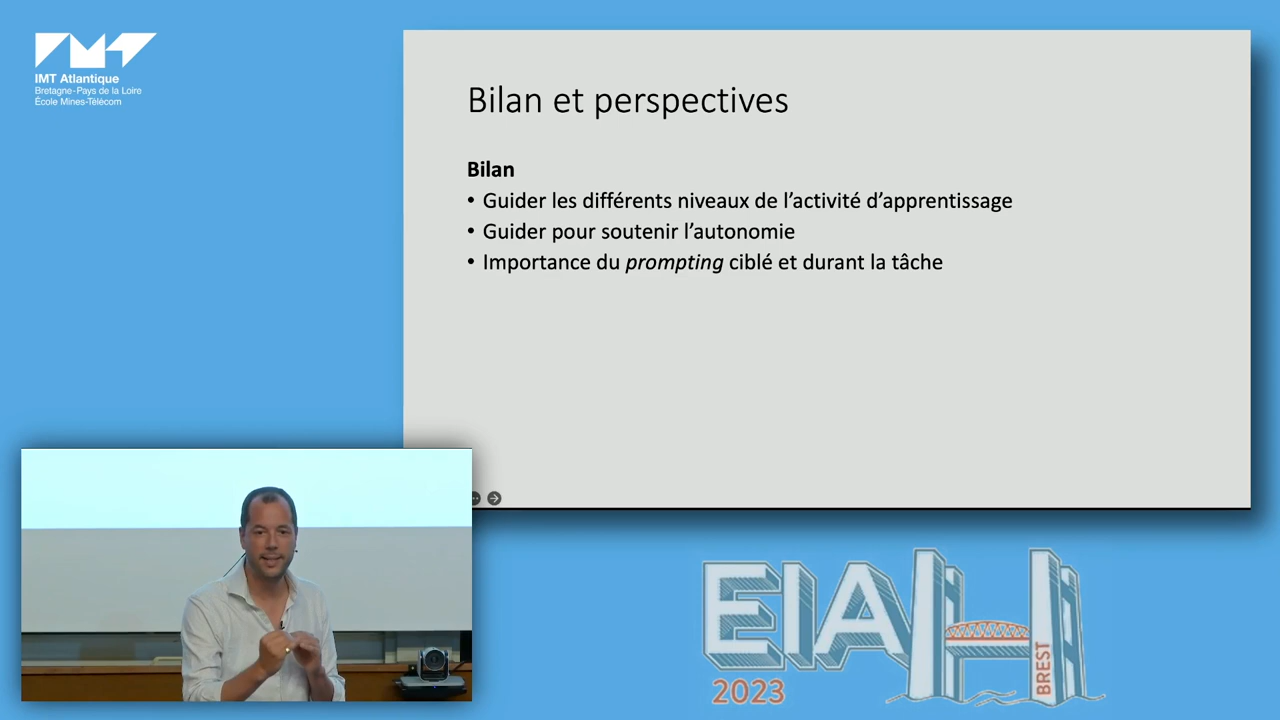 IMT Atlantique
Bretagne-Pays de la Loire
École Mines-Télécom
Bilan et perspectives
Bilan
• Guider les différents niveaux de l’activité d’apprentissage
• Guider pour soutenir l’autonomie
• Importance du prompting ciblé et durant la tâche
EIAH
BREST
2023